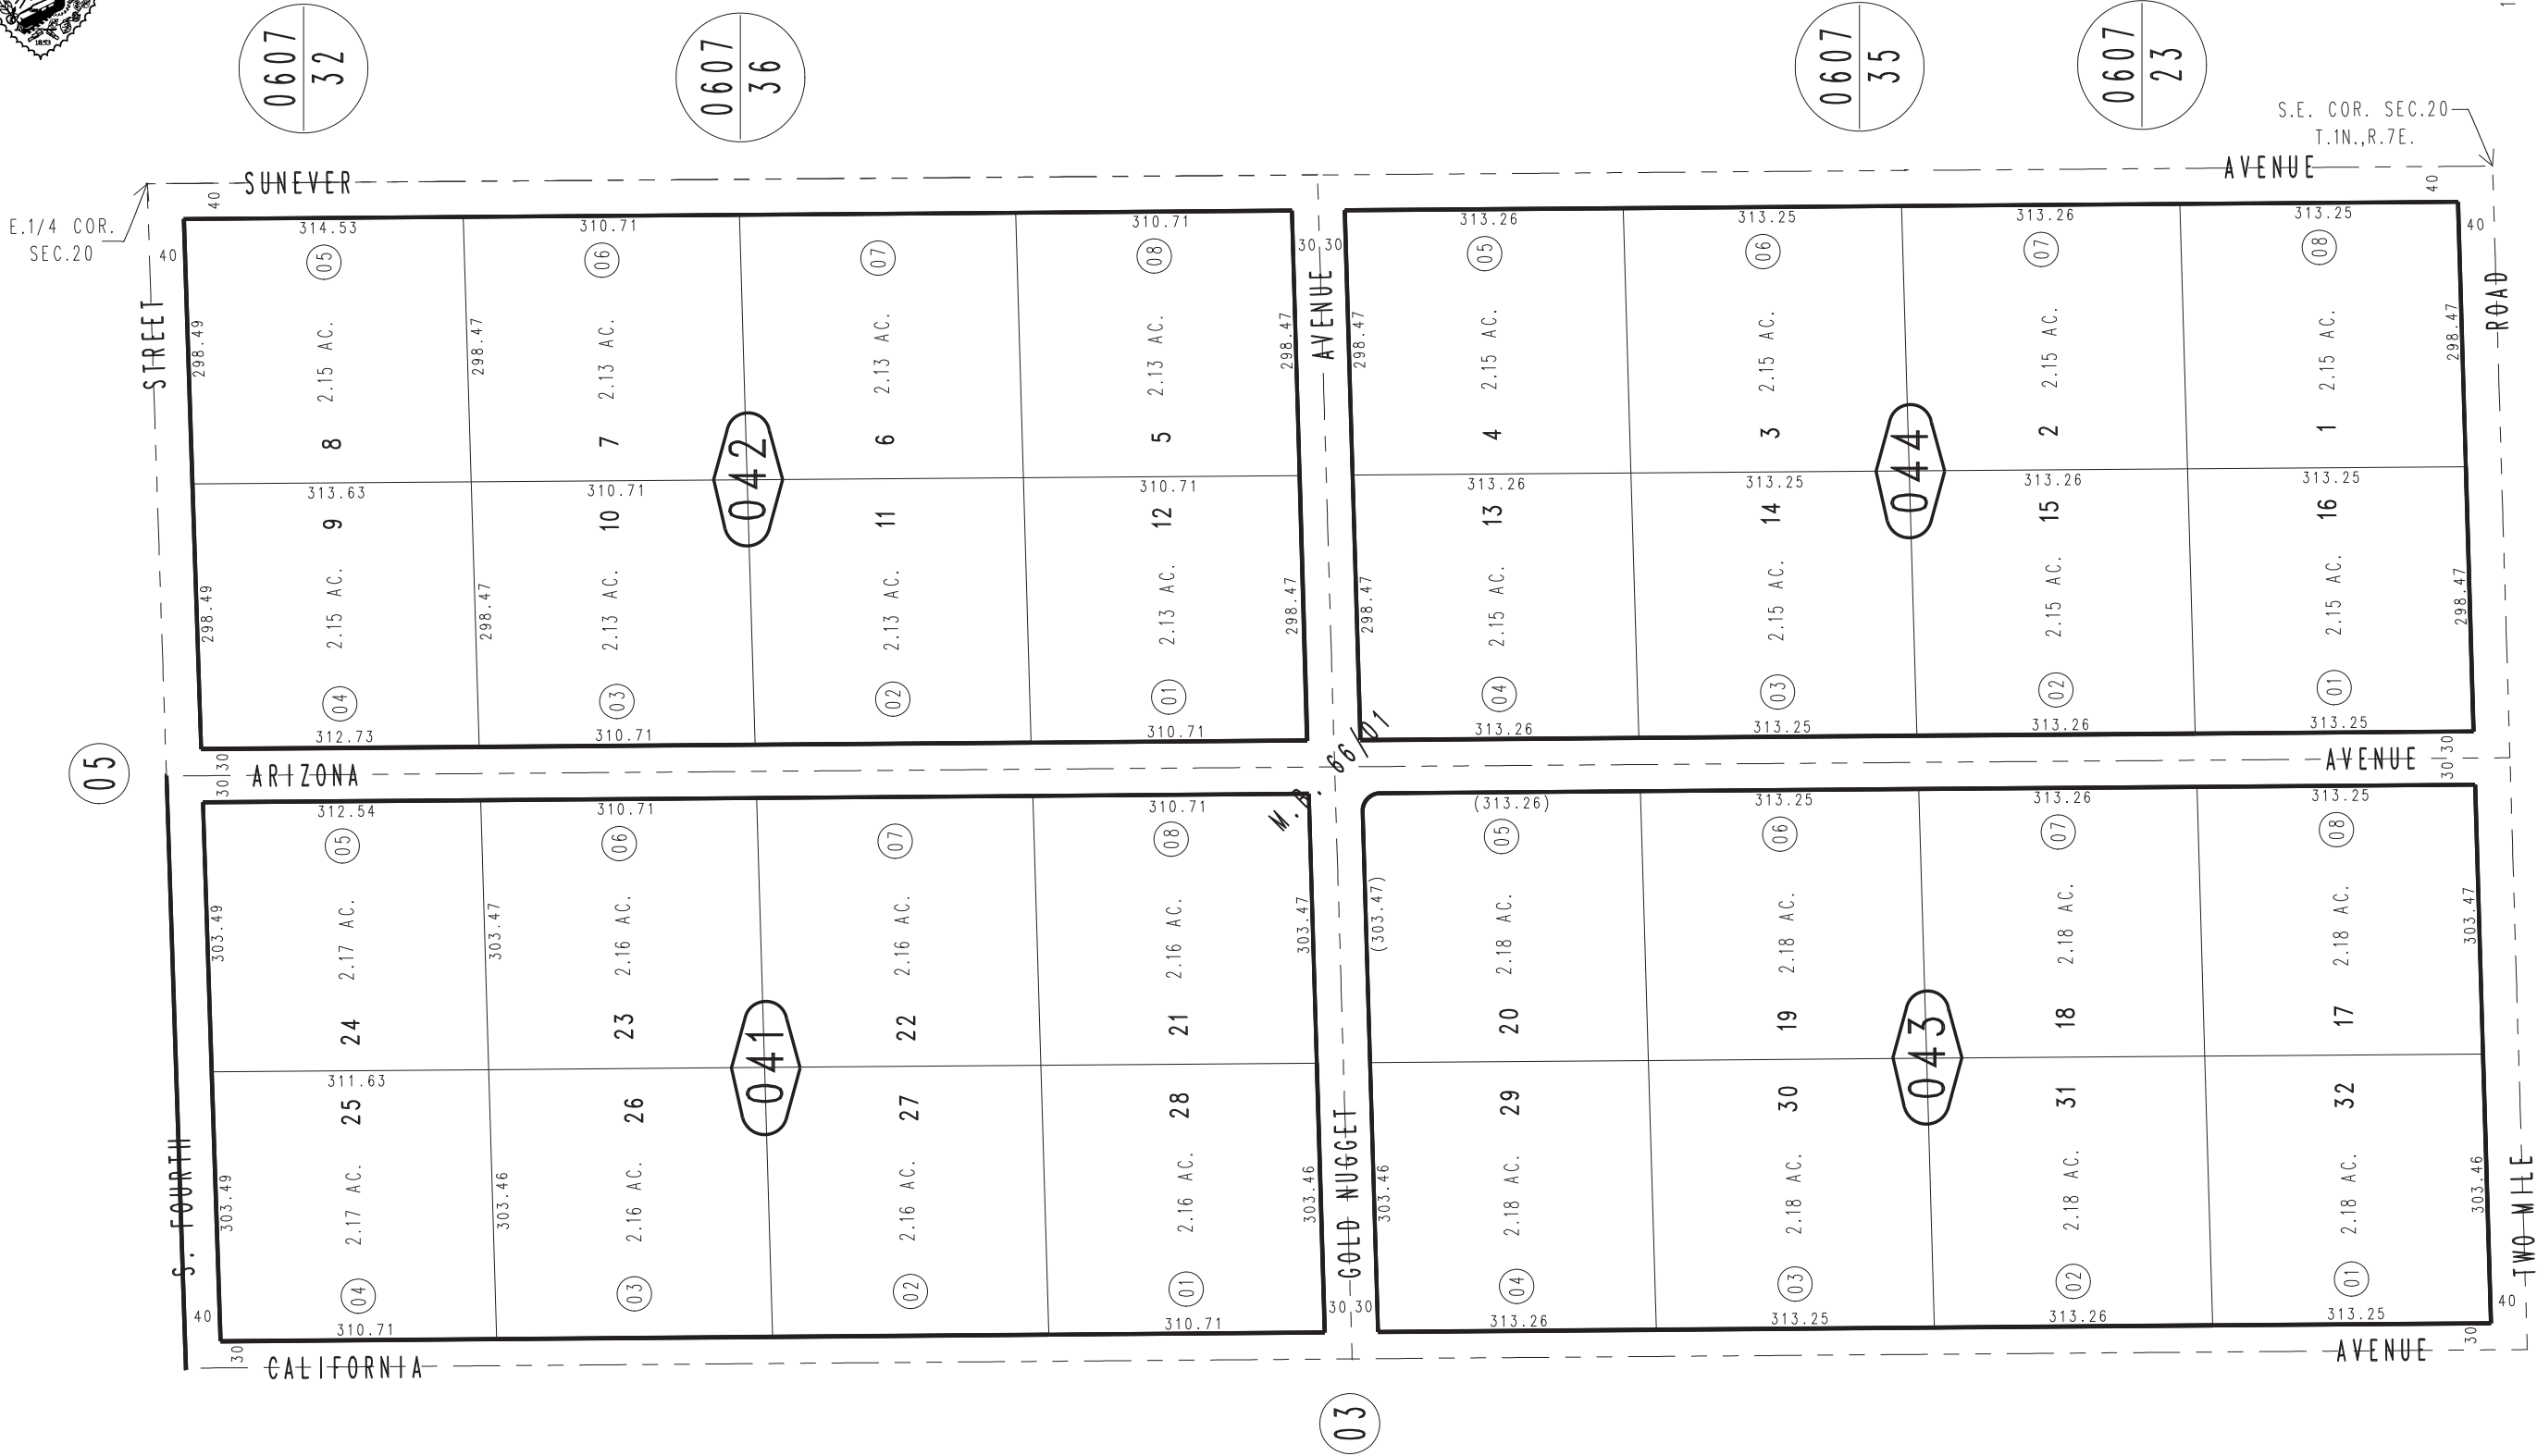 1853
0607
32
0607
36
0607
35
0607
23
S.E. COR. SEC.20
T.1N.,R.7E.
E.1/4 COR.
SEC.20
SUNEVER
AVENUE
40
40
40
40
STREET
AVENUE
ROAD
30 30
314.53
310.71
310.71
313.26
313.25
313.26
313.25
05
06
07
08
05
06
07
08
298.49
298.47
298.47
298.47
298.47
2.15 AC.
2.13 AC.
2.13 AC.
2.13 AC.
2.15 AC.
2.15 AC.
2.15 AC.
2.15 AC.
8
7
6
5
4
3
2
1
042
044
313.63
310.71
310.71
313.26
313.25
313.26
313.25
9
10
11
12
13
14
15
16
298.49
298.47
298.47
298.47
298.47
2.15 AC.
2.13 AC.
2.13 AC.
2.13 AC.
2.15 AC.
2.15 AC.
2.15 AC.
2.15 AC.
04
03
02
01
04
03
02
01
312.73
310.71
310.71
313.26
313.25
313.26
313.25
05
30 30
ARIZONA
M.B. 66/01
AVENUE
30 30
312.54
310.71
310.71
(313.26)
313.25
313.26
313.25
05
06
07
08
05
06
07
08
303.49
303.47
303.47
(303.47)
303.47
2.17 AC.
2.16 AC.
2.16 AC.
2.16 AC.
2.18 AC.
2.18 AC.
2.18 AC.
2.18 AC.
24
23
22
21
20
19
18
17
041
043
311.63
25
26
27
28
29
30
31
32
S. FOURTH
GOLD NUGGET
TWO MILE
303.49
303.46
303.46
303.46
303.46
2.17 AC.
2.16 AC.
2.16 AC.
2.16 AC.
2.18 AC.
2.18 AC.
2.18 AC.
2.18 AC.
04
03
02
01
04
03
02
01
40
30 30
40
310.71
310.71
313.26
313.25
313.26
313.25
30
CALIFORNIA
AVENUE
30
03